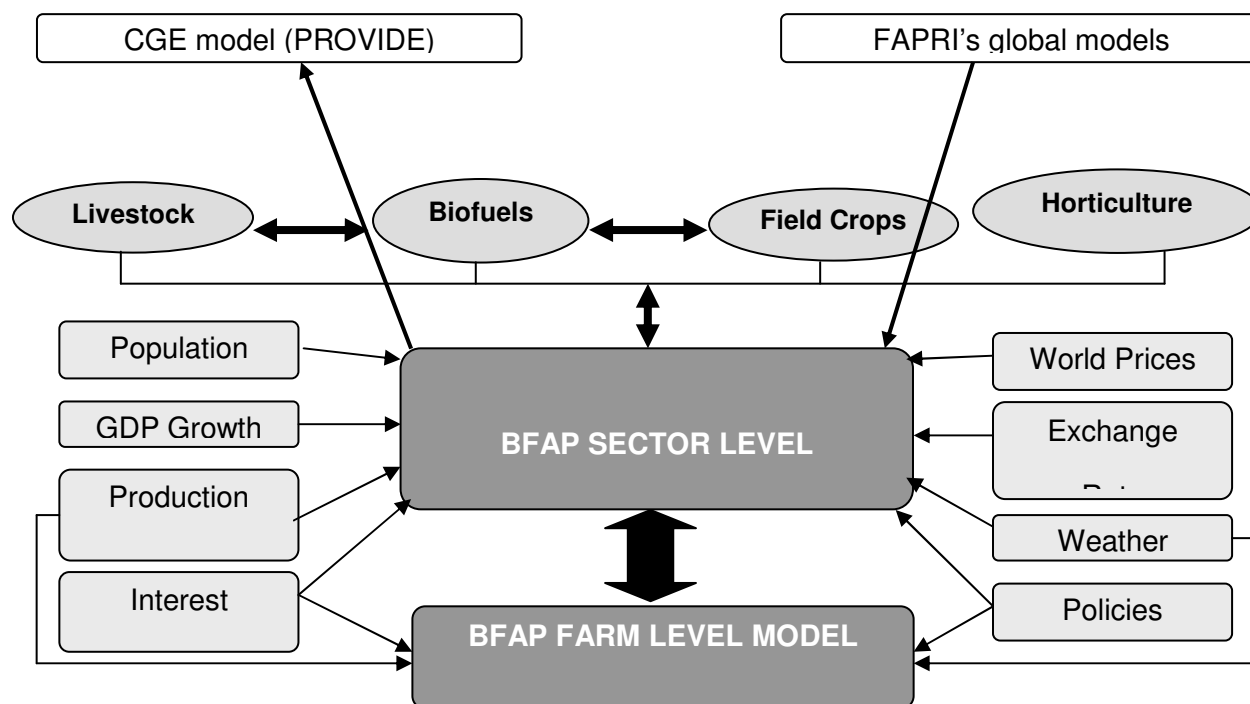 CGE model (PROVIDE)
FAPRI's global models
Livestock
Biofuels
Field Crops
Horticulture
Population
World Prices
GDP Growth
Exchange
BFAP SECTOR LEVEL
Production
Weather
Interest
Policies
BFAP FARM LEVEL MODEL